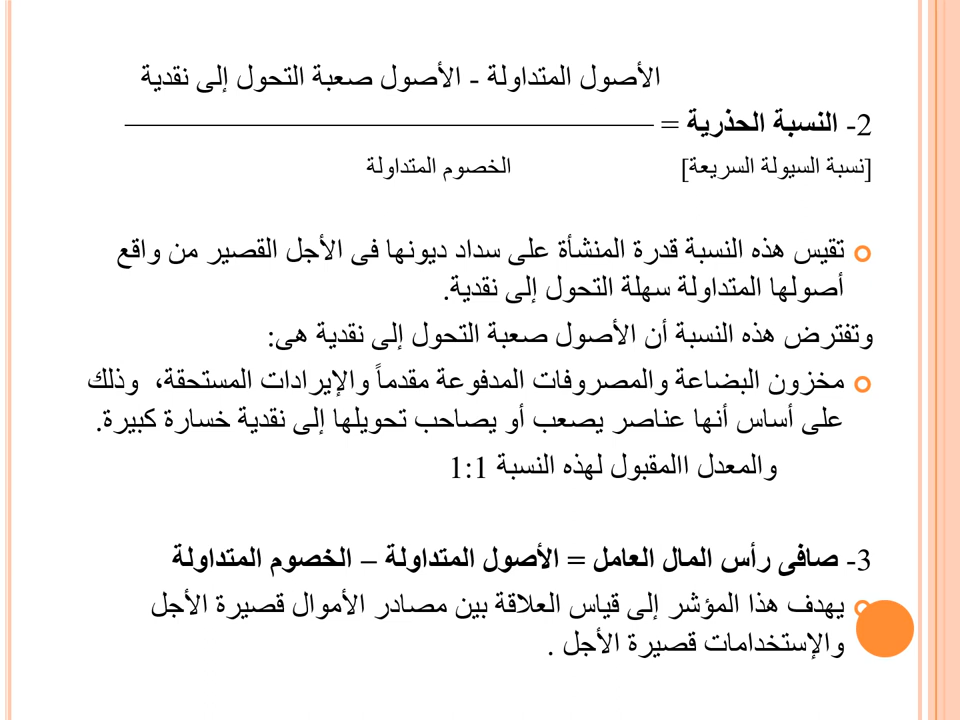 الأصول المتداولة - الأصول صعبة التحول إلى نقدية
2- النسبة الحذرية = ـــــــــــــــــــــــــــــــــــــــــــــــــ
[نسبة السيولة السريعة] الخصوم المتداولة
تقيس هذه النسبة قدرة المنشأة على سداد ديونها فى الأجل القصير من واقع
أصولها المتداولة سهلة التحول إلى نقدية.
وتفترض هذه النسبة أن الأصول صعبة التحول إلى نقدية هى:
مخزون البضاعة والمصروفات المدفوعة مقدماً والإيرادات المستحقة، وذلك
على أساس أنها عناصر يصعب أو يصاحب تحويلها إلى نقدية خسارة كبيرة.
والمعدل االمقبول لهذه النسبة 1:1
3- صافى رأس المال العامل = الأصول المتداولة – الخصوم المتداولة
يهدف هذا المؤشر إلى قياس العلاقة بين مصادر الأموال قصيرة الأجل
والإستخدامات قصيرة الأجل .